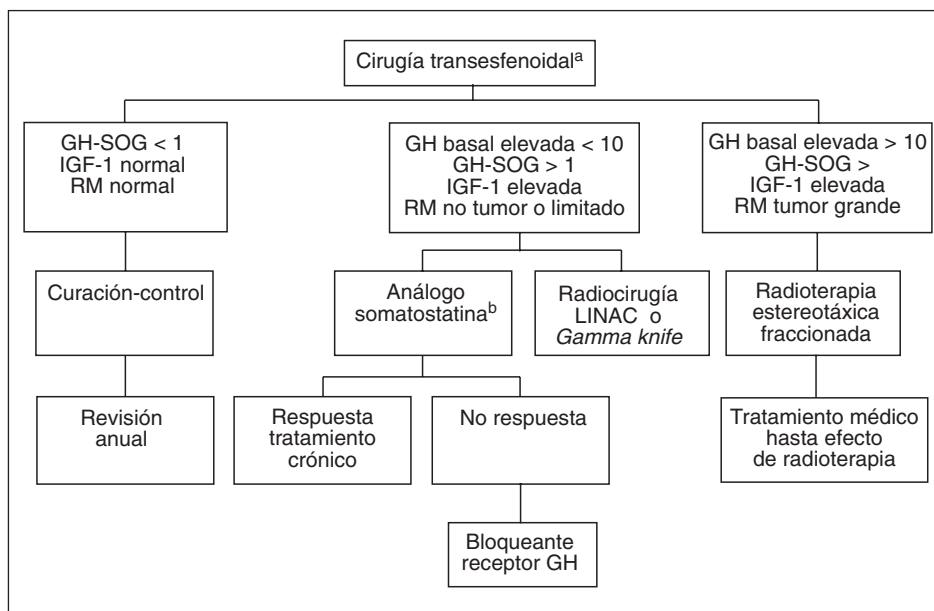 Cirugía transesfenoidalᵃ
GH-SOG < 1
IGF-1 normal
RM normal
GH basal elevada < 10
GH-SOG > 1
IGF-1 elevada
RM no tumor o limitado
GH basal elevada > 10
GH-SOG >
IGF-1 elevada
RM tumor grande
Curación-control
Análogo
somatostatinaᵇ
Radiocirugía
LINAC o
Gamma knife
Radioterapia
estereotáxica
fraccionada
Revisión
anual
Respuesta
tratamiento
crónico
No respuesta
Tratamiento médico
hasta efecto
de radioterapia
Bloqueante
receptor GH